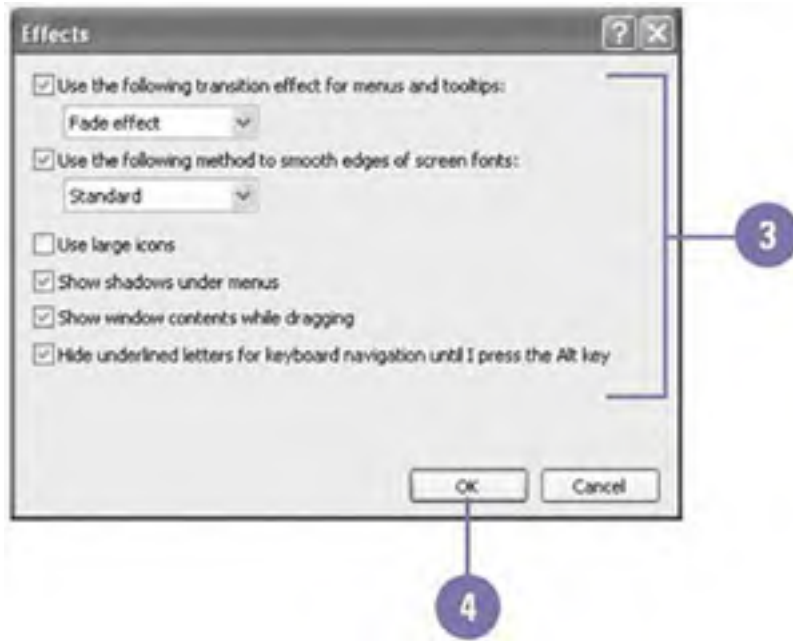 Effects
Use the following transition effect for menus and tooltips:
Fade effect
Use the following method to smooth edges of screen fonts:
Standard
Use large icons
Show shadows under menus
Show window contents while dragging
Hide underlined letters for keyboard navigation until I press the Alt key
3
OK
Cancel
4